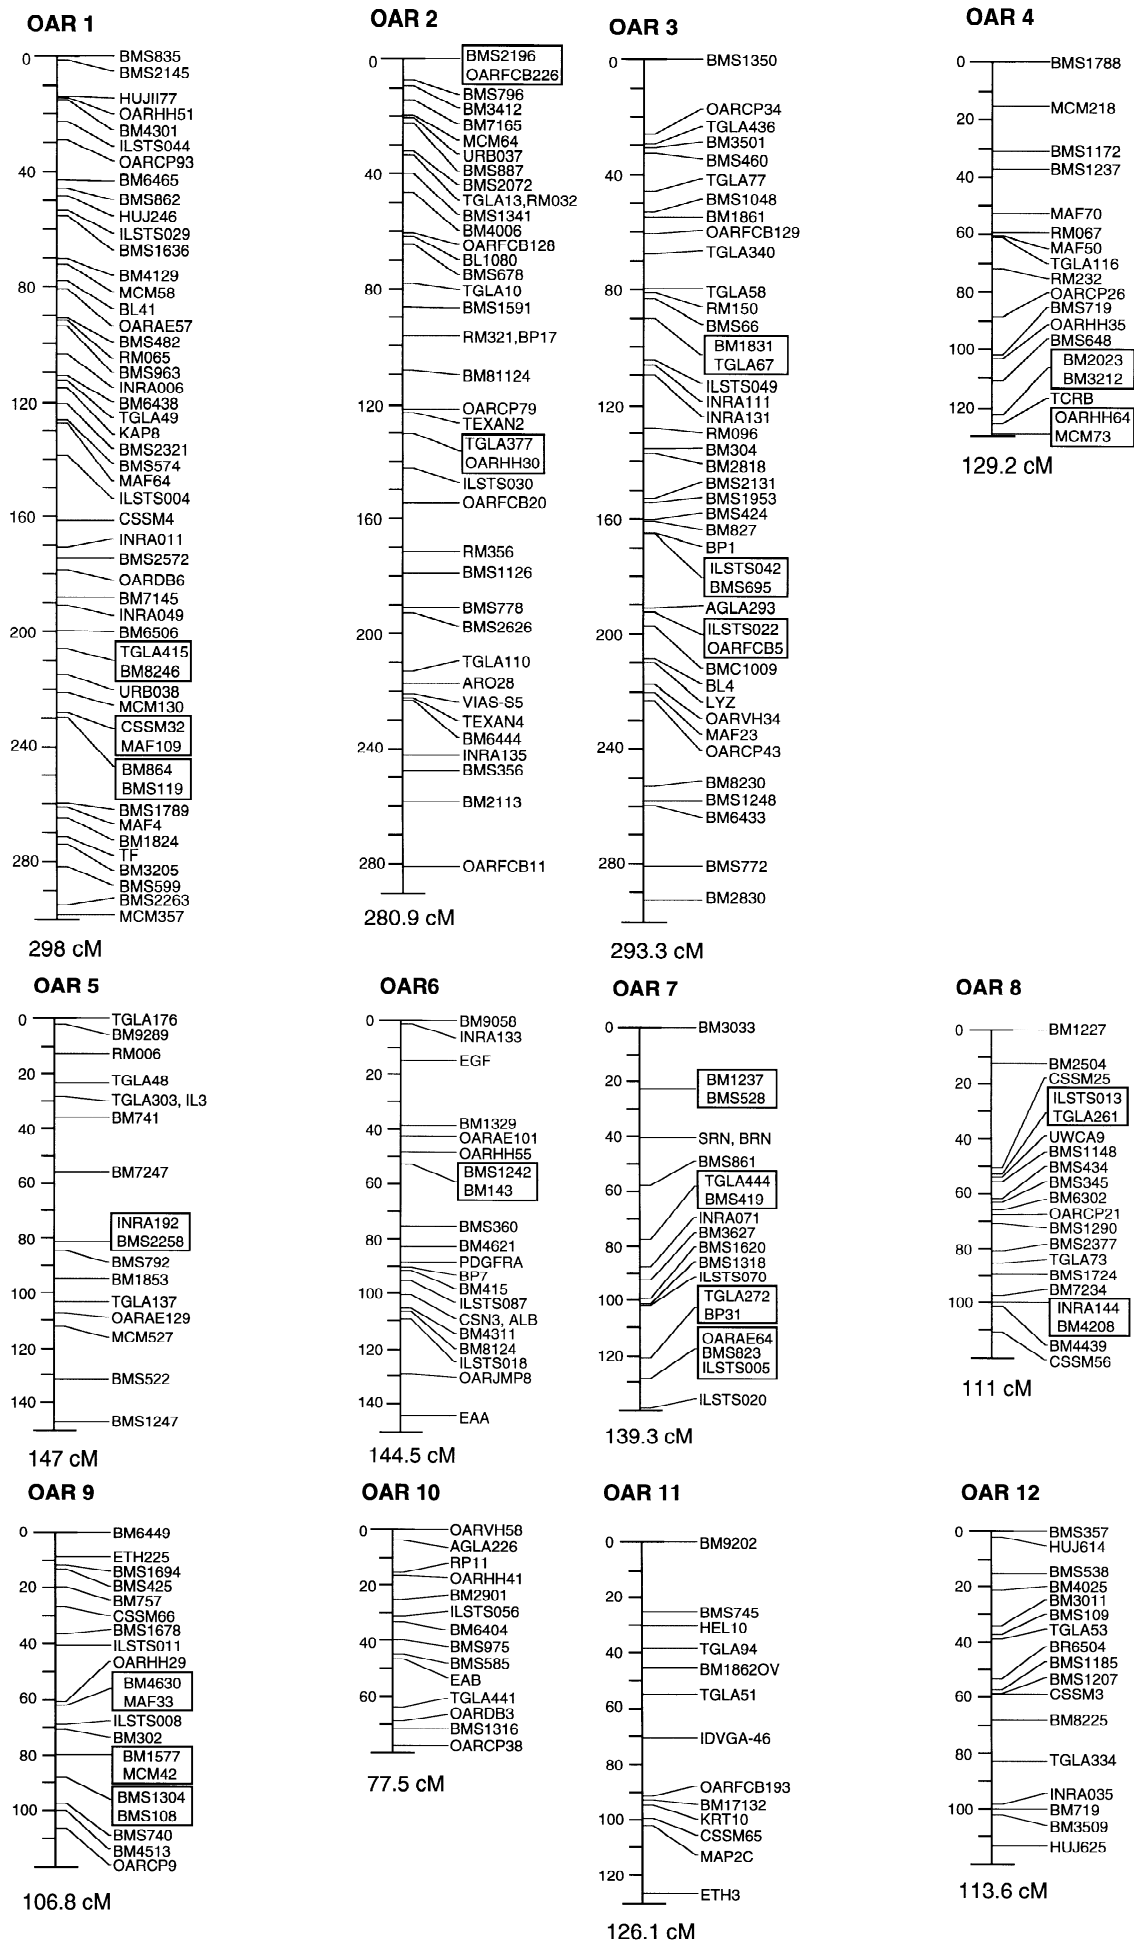 OAR 1
0
40
80
120
160
200
240
280
BMS835
BMS2145
HUJII77
OARHH51
BM4301
ILSTS044
OARCP93
BM6465
BMS862
HUJ246
ILSTS029
BMS1636
BM4129
MCM58
BL41
OARAE57
BMS482
RM065
BMS963
INRA006
BM6438
TGLA49
KAP8
BMS2321
BMS574
MAF64
ILSTS004
CSSM4
INRA011
BMS2572
OARDB6
BM7145
INRA049
BM6506
TGLA415
BM8246
URB038
MCM130
CSSM32
MAF109
BM864
BMS119
BMS1789
MAF4
BM1824
TF
BM3205
BMS599
BMS2263
MCM357
298 cM
OAR 2
0
40
80
120
160
200
240
280
BMS2196
OARFCB226
BMS796
BM3412
BM7165
MCM64
URB037
BMS887
BMS2072
TGLA13,RM032
BMS1341
BM4006
OARFCB128
BL1080
BMS678
TGLA10
BMS1591
RM321,BP17
BM81124
OARCP79
TEXAN2
TGLA377
OARHH30
ILSTS030
OARFCB20
RM356
BMS1126
BMS778
BMS2626
TGLA110
ARO28
VIAS-S5
TEXAN4
BM6444
INRA135
BMS356
BM2113
OARFCB11
280.9 cM
OAR 3
0
40
80
120
160
200
240
280
BMS1350
OARCP34
TGLA436
BM3501
BMS460
TGLA77
BMS1048
BM1861
OARFCB129
TGLA340
TGLA58
RM150
BMS66
BM1831
TGLA67
ILSTS049
INRA111
INRA131
RM096
BM304
BM2818
BMS2131
BMS1953
BMS424
BM827
BP1
ILSTS042
BMS695
AGLA293
ILSTS022
OARFCB5
BMC1009
BL4
LYZ
OARVH34
MAF23
OARCP43
BM8230
BMS1248
BM6433
BMS772
BM2830
293.3 cM
OAR 4
0
20
40
60
80
100
120
BMS1788
MCM218
BMS1172
BMS1237
MAF70
RM067
MAF50
TGLA116
RM232
OARCP26
BMS719
OARHH35
BMS648
BM2023
BM3212
TCRB
OARHH64
MCM73
129.2 cM
OAR 5
0
20
40
60
80
100
120
140
TGLA176
BM9289
RM006
TGLA48
TGLA303, IL3
BM741
BM7247
INRA192
BMS2258
BMS792
BM1853
TGLA137
OARAE129
MCM527
BMS522
BMS1247
147 cM
OAR6
0
20
40
60
80
100
120
140
BM9058
INRA133
EGF
BM1329
OARAE101
OARHH55
BMS1242
BM143
BMS360
BM4621
PDGFRA
BP7
BM415
ILSTS087
CSN3, ALB
BM4311
BM8124
ILSTS018
OARJMP8
EAA
144.5 cM
OAR 7
0
20
40
60
80
100
120
BM3033
BM1237
BMS528
SRN, BRN
BMS861
TGLA444
BMS419
INRA071
BM3627
BMS1620
BMS1318
ILSTS070
TGLA272
BP31
OARAE64
BMS823
ILSTS005
ILSTS020
139.3 cM
OAR 8
0
20
40
60
80
100
BM1227
BM2504
CSSM25
ILSTS013
TGLA261
UWCA9
BMS1148
BMS434
BMS345
BM6302
OARCP21
BMS1290
BMS2377
TGLA73
BMS1724
BM7234
INRA144
BM4208
BM4439
CSSM56
111 cM
OAR 9
0
20
40
60
80
100
BM6449
ETH225
BMS1694
BMS425
BM757
CSSM66
BMS1678
ILSTS011
OARHH29
BM4630
MAF33
ILSTS008
BM302
BM1577
MCM42
BMS1304
BMS108
BMS740
BM4513
OARCP9
106.8 cM
OAR 10
0
20
40
60
OARVH58
AGLA226
RP11
OARHH41
BM2901
ILSTS056
BM6404
BMS975
BMS585
EAB
TGLA441
OARDB3
BMS1316
OARCP38
77.5 cM
OAR 11
0
20
40
60
80
100
120
BM9202
BMS745
HEL10
TGLA94
BM1862OV
TGLA51
IDVGA-46
OARFCB193
BM17132
KRT10
CSSM65
MAP2C
ETH3
126.1 cM
OAR 12
0
20
40
60
80
100
BMS357
HUJ614
BMS538
BM4025
BM3011
BMS109
TGLA53
BR6504
BMS1185
BMS1207
CSSM3
BM8225
TGLA334
INRA035
BM719
BM3509
HUJ625
113.6 cM